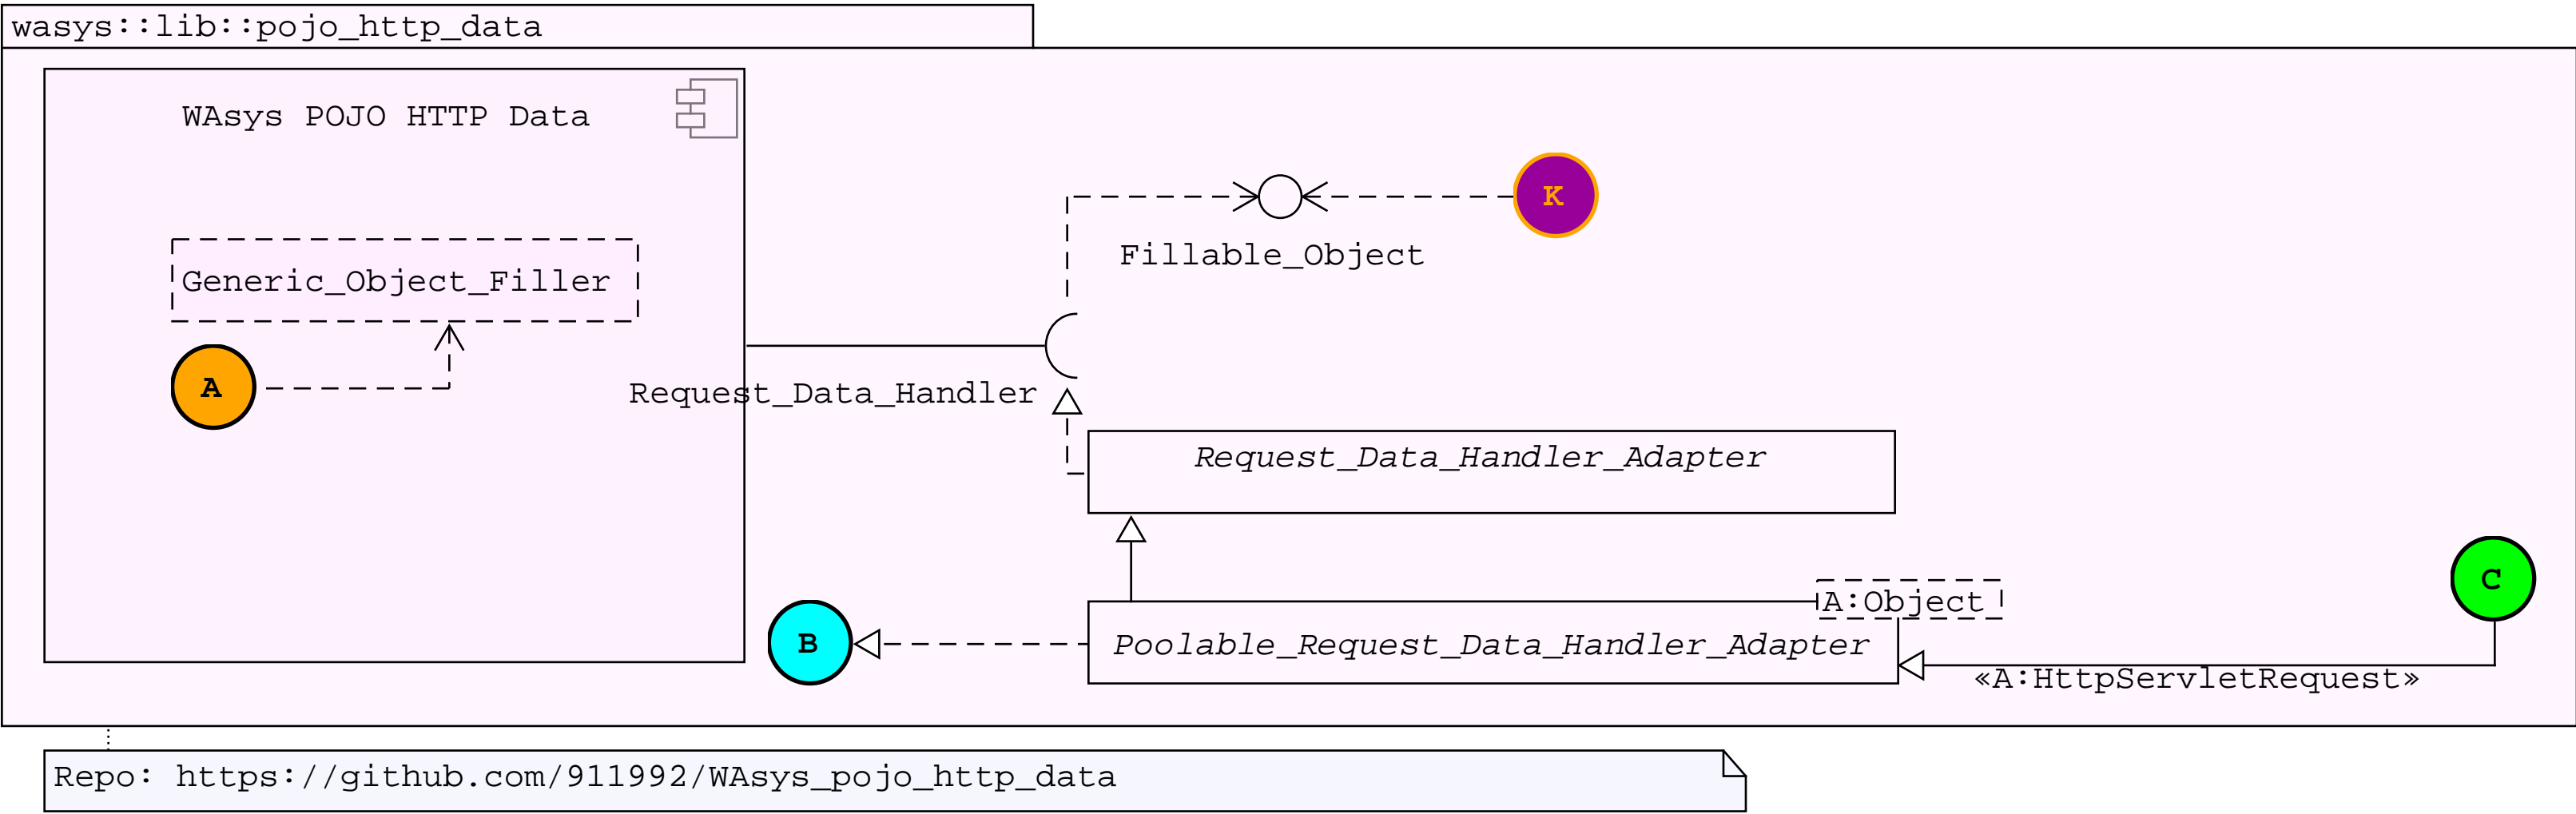 wasys::lib::pojo_http_data
WAsys POJO HTTP Data
K
Fillable_Object
Generic_Object_Filler
A
Request_Data_Handler
Request_Data_Handler_Adapter
C
A:Object
B
Poolable_Request_Data_Handler_Adapter
«A:HttpServletRequest»
Repo: https://github.com/911992/WAsys_pojo_http_data